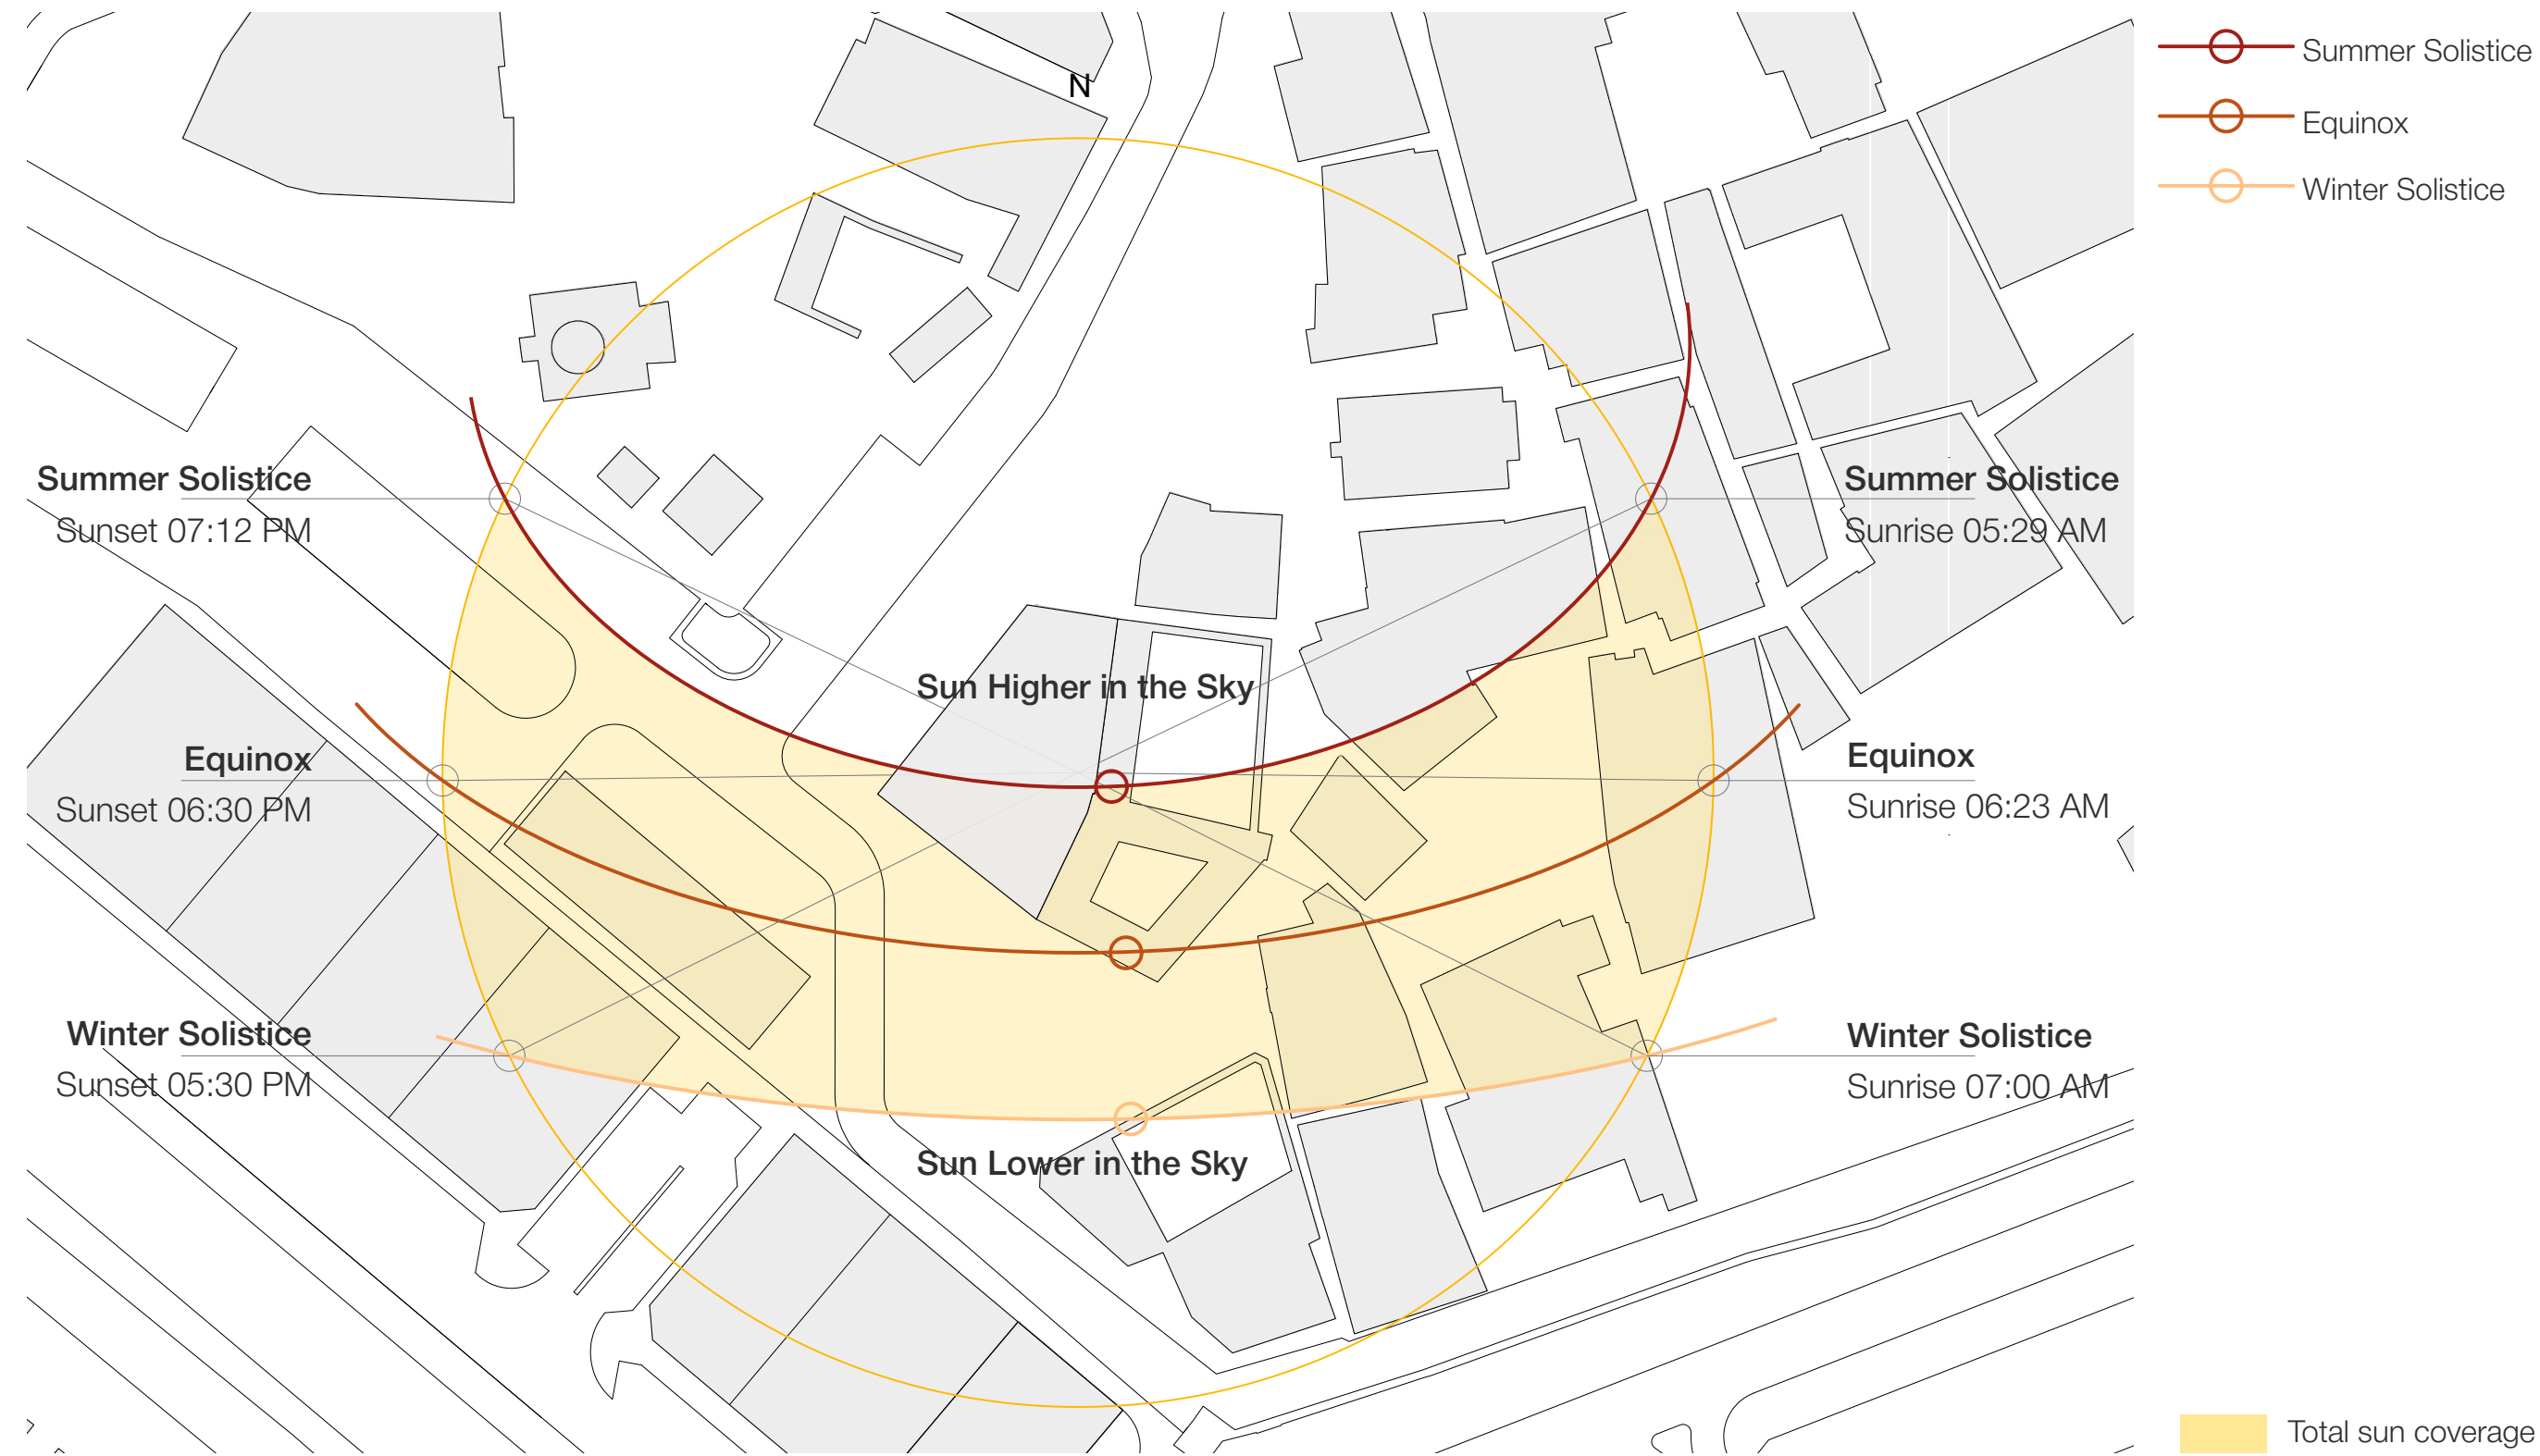 N
Summer Solistice
Equinox
Winter Solistice
Summer Solistice
Sunset 07:12 PM
Summer Solistice
Sunrise 05:29 AM
Sun Higher in the Sky
Equinox
Sunset 06:30 PM
Equinox
Sunrise 06:23 AM
Winter Solistice
Sunset 05:30 PM
Winter Solistice
Sunrise 07:00 AM
Sun Lower in the Sky
Total sun coverage